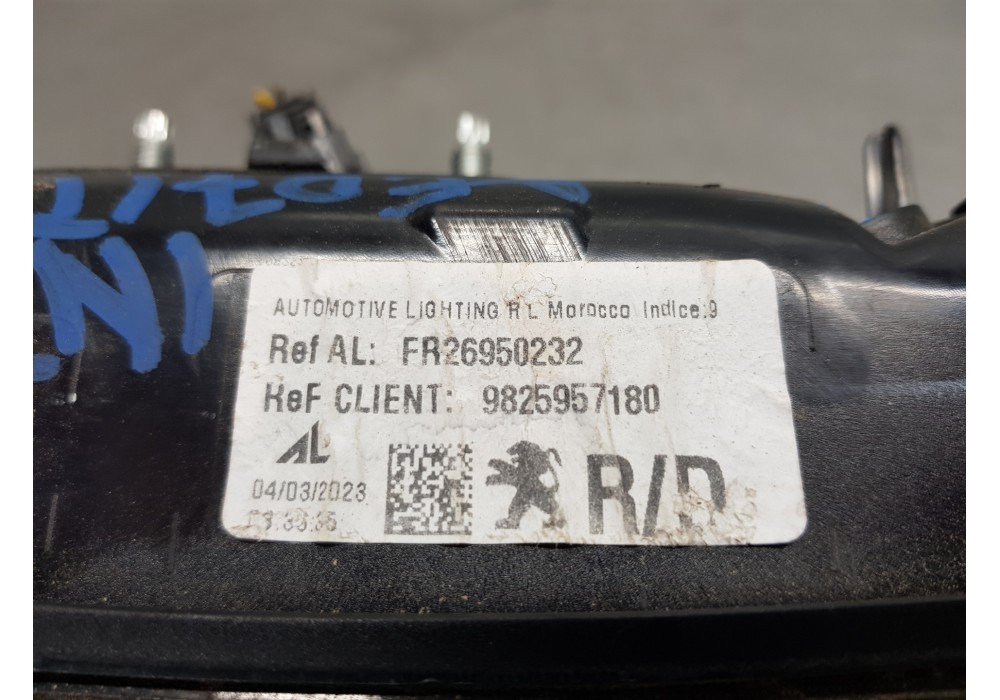 AUTOMOTIVE LIGHTING R L Morocco Indice:9
Ref AL: FR26950232
Ref CLIENT: 9825957180
AL
04/03/2023
R/D